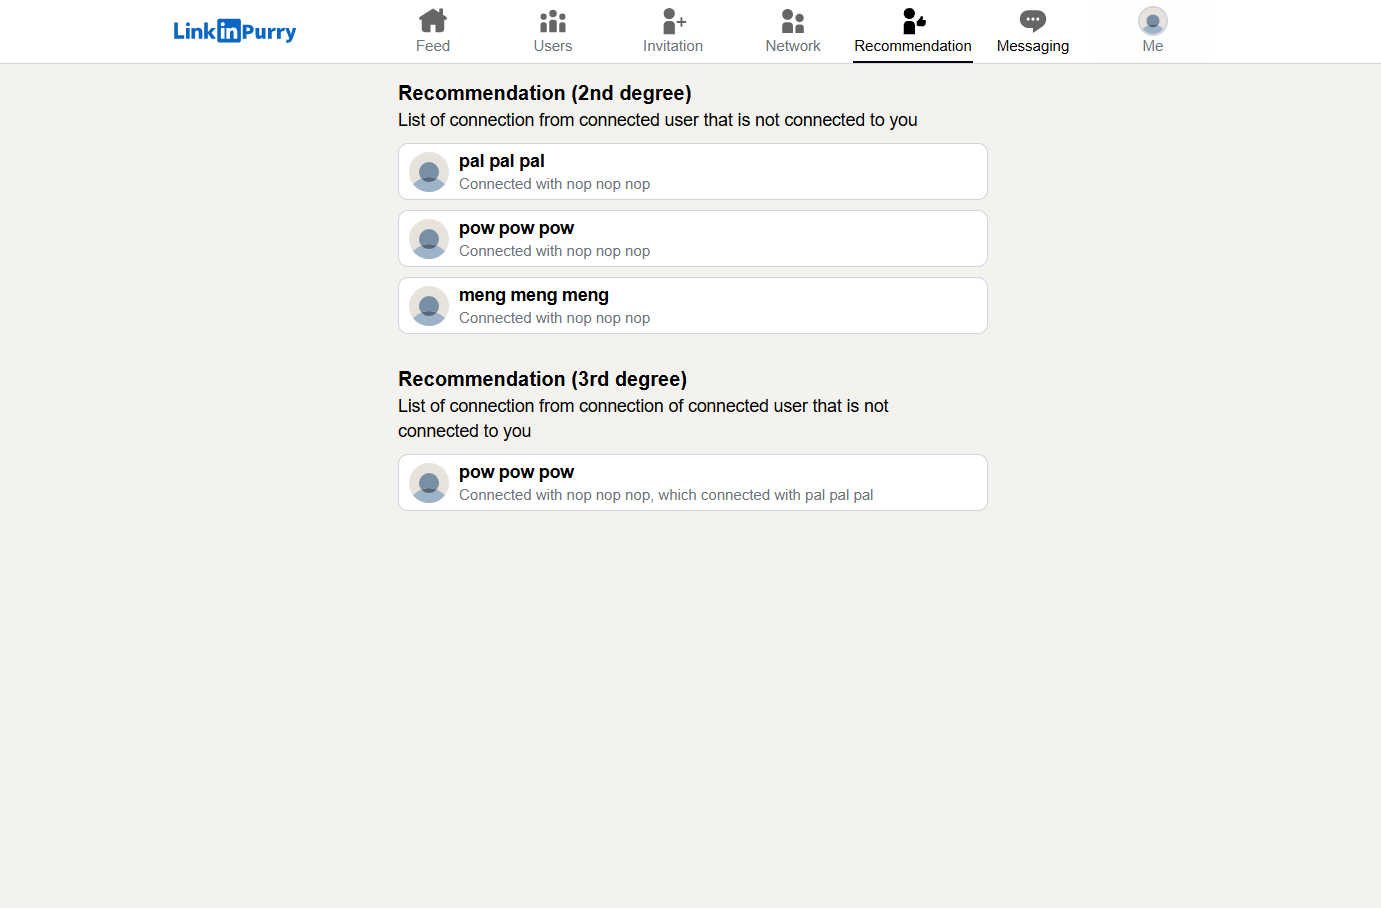 LinkinPurry
Feed
Users
Invitation
Network
Recommendation
Messaging
Me
Recommendation (2nd degree)
List of connection from connected user that is not connected to you
pal pal pal
Connected with nop nop nop
pow pow pow
Connected with nop nop nop
meng meng meng
Connected with nop nop nop
Recommendation (3rd degree)
List of connection from connection of connected user that is not
connected to you
pow pow pow
Connected with nop nop nop, which connected with pal pal pal